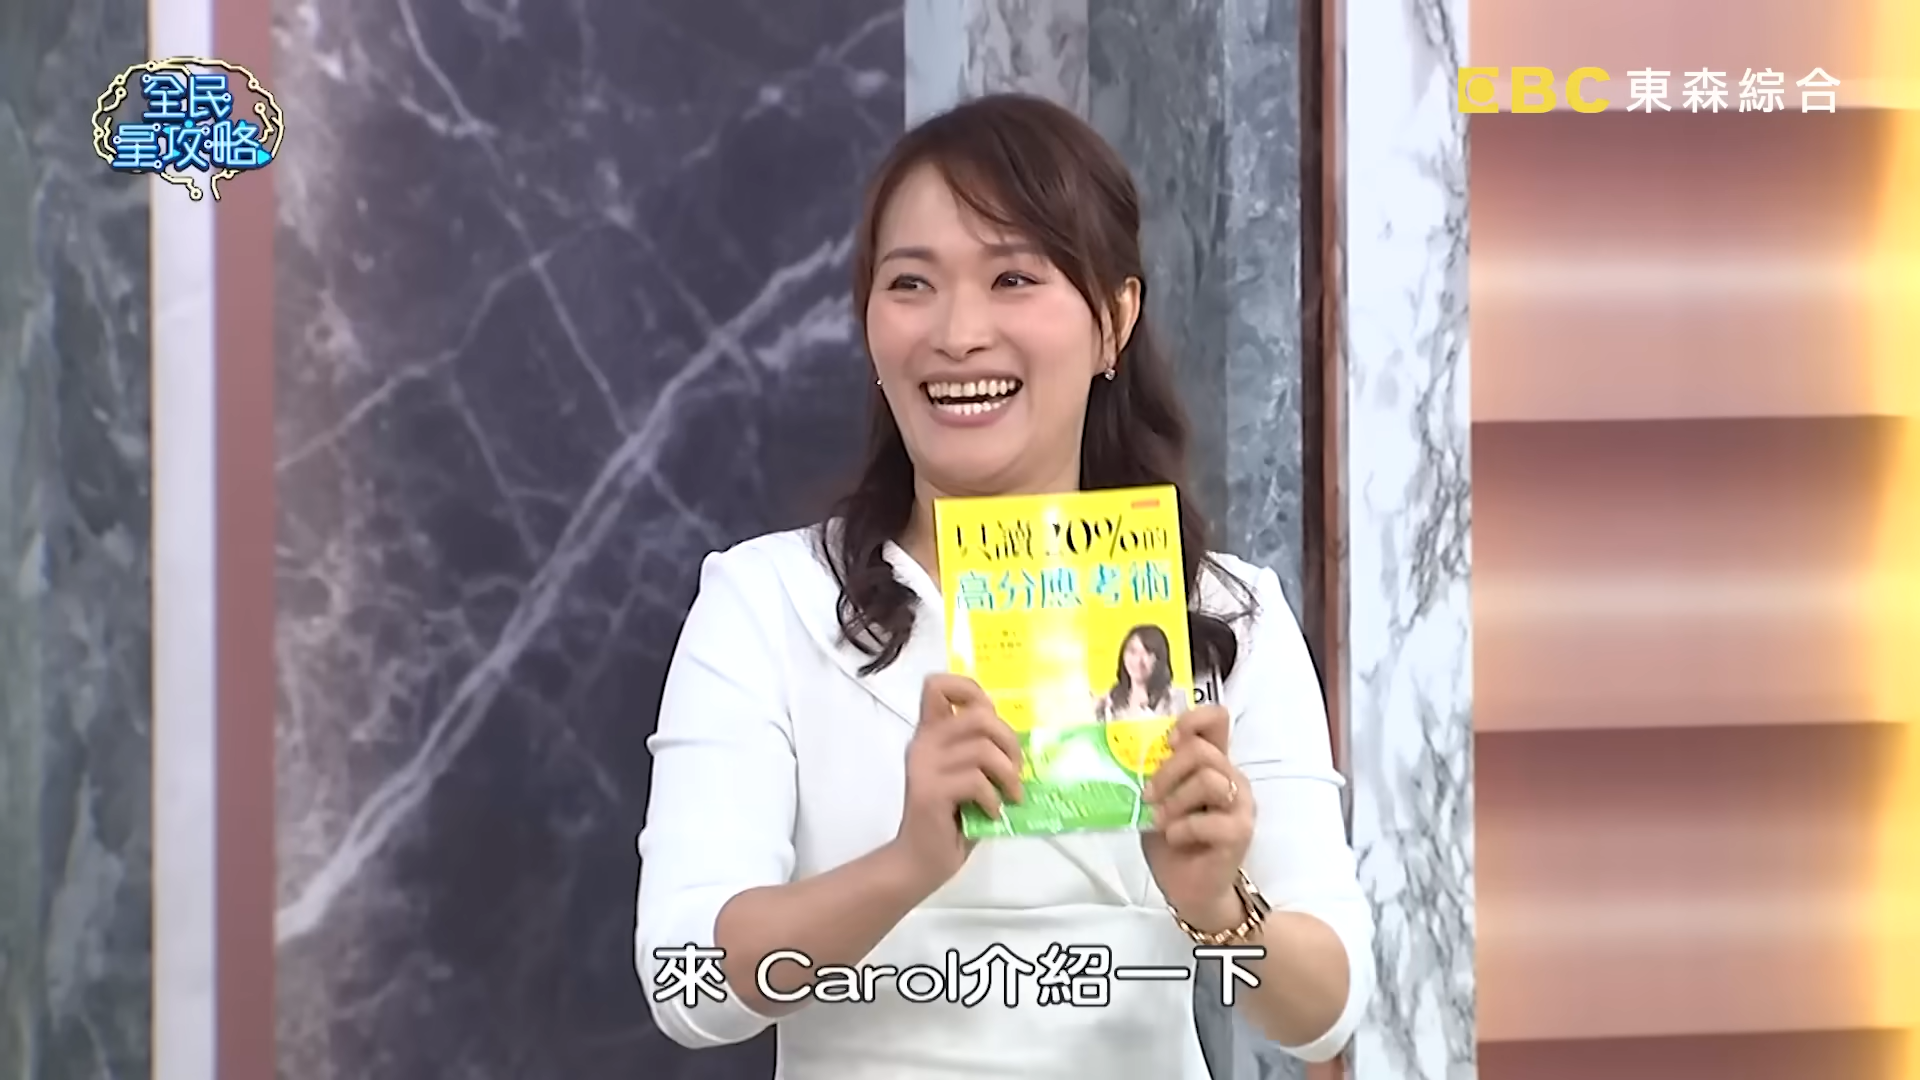 全民
星攻略
EBC 東森綜合
只讀20%的
高分應考術
ol
來 Carol介紹一下